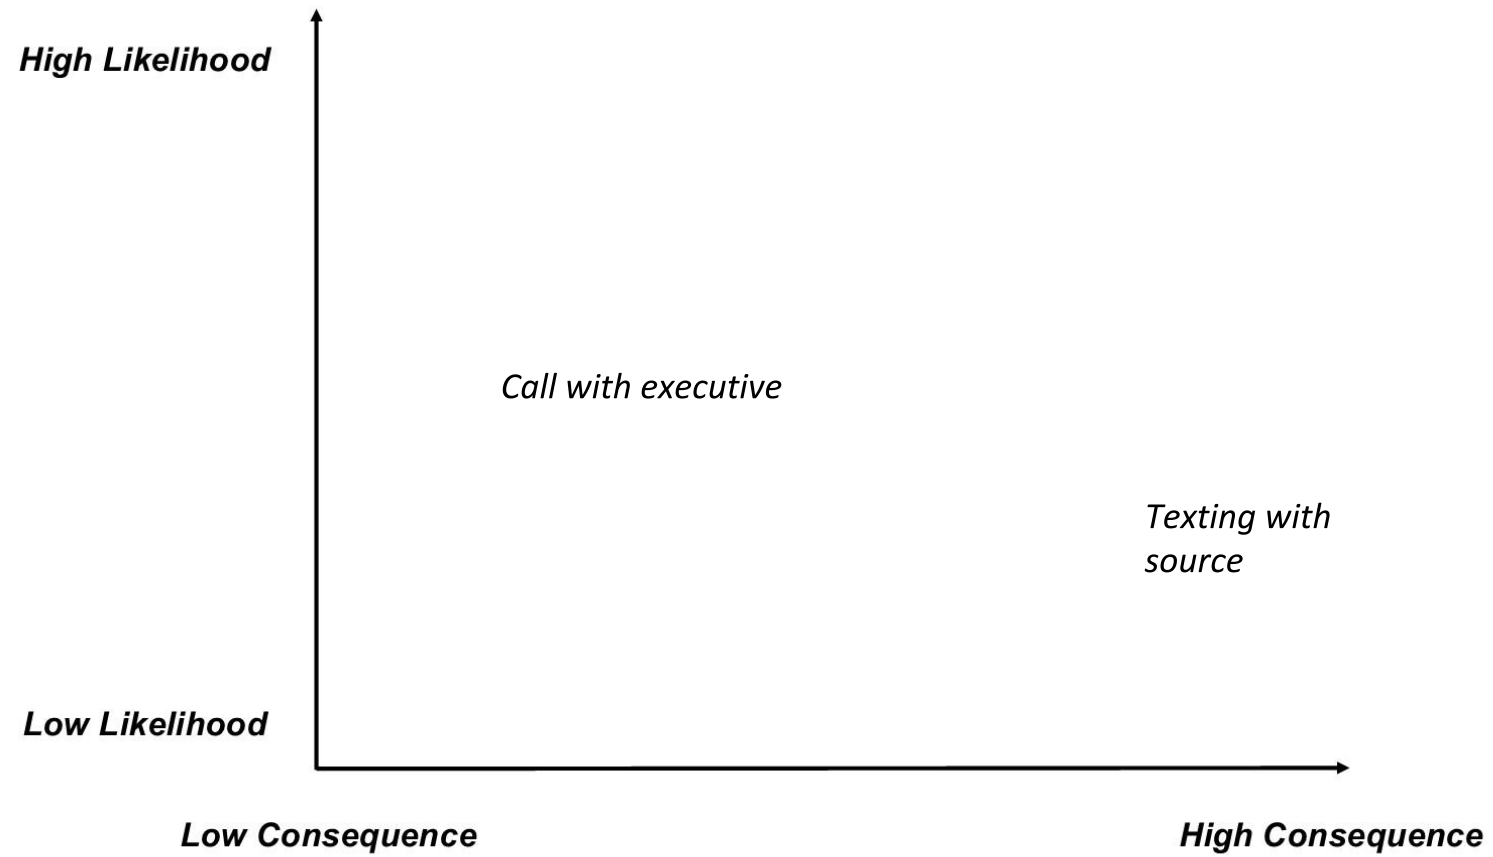 High Likelihood
Call with executive
Texting with
source
Low Likelihood
Low Consequence
High Consequence